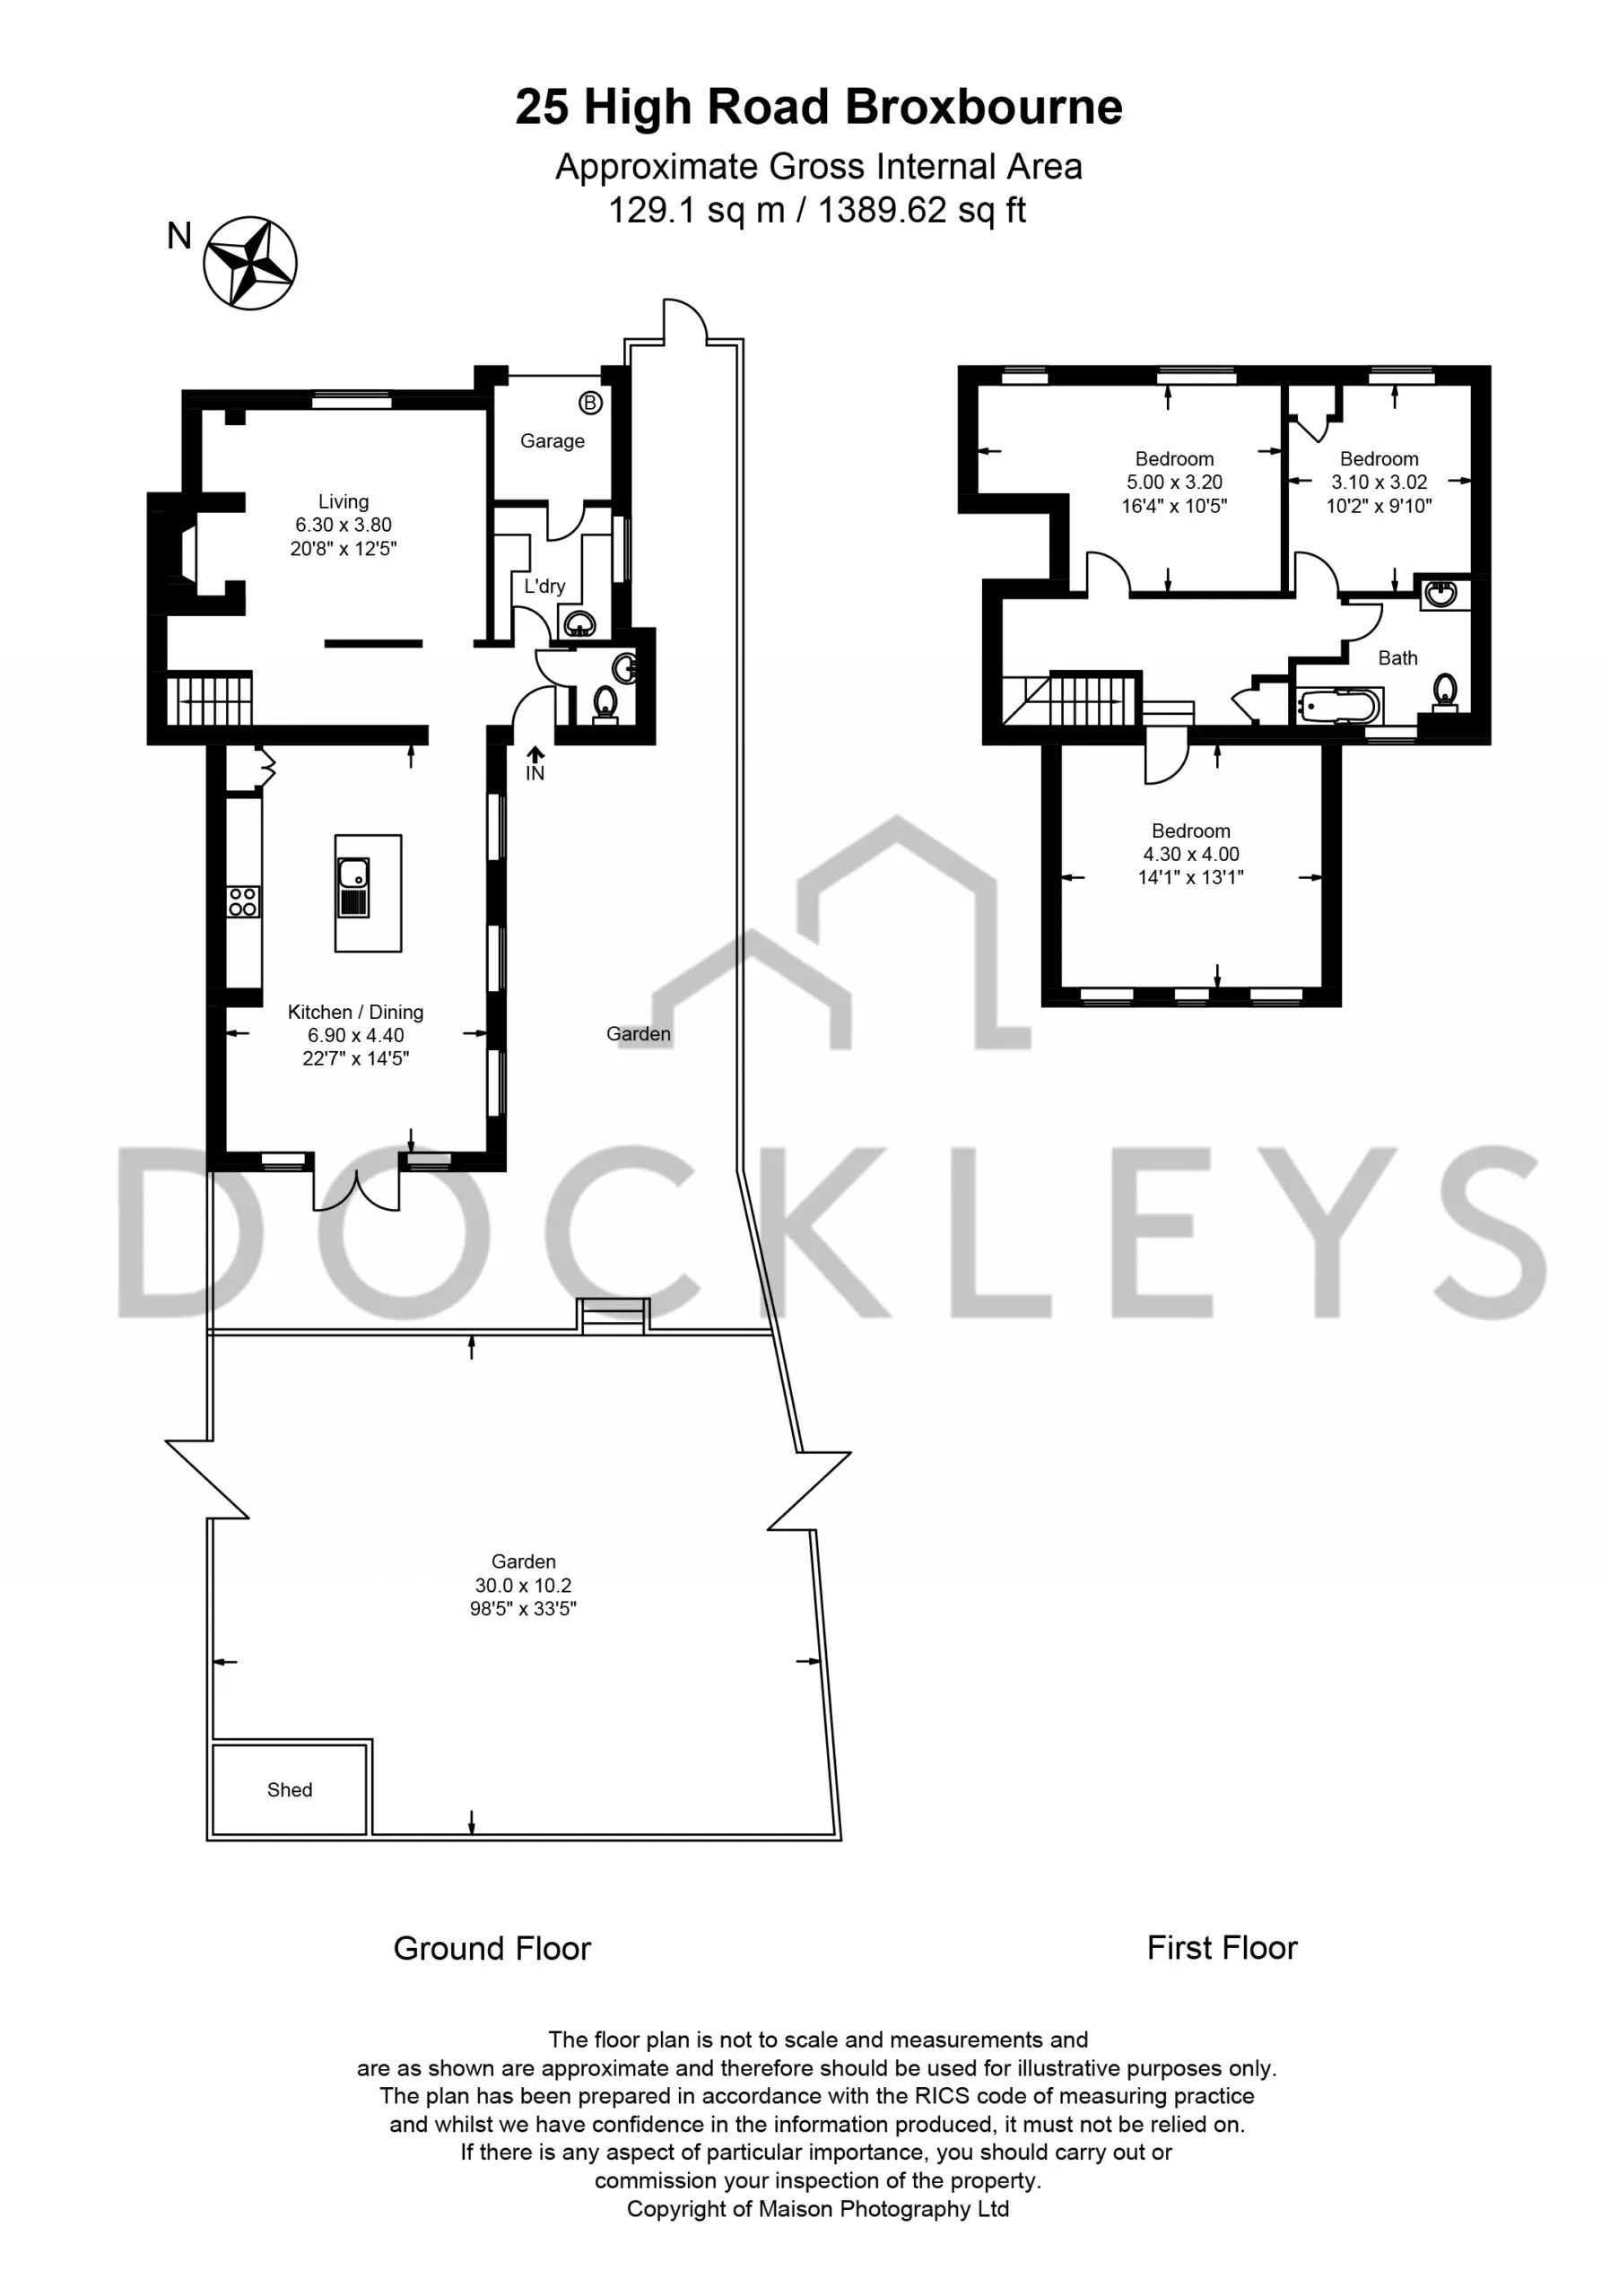 25 High Road Broxbourne
Approximate Gross Internal Area
129.1 sq m / 1389.62 sq ft
N
Garage
B
Living
6.30 x 3.80
20'8" x 12'5"
L'dry
IN
Kitchen / Dining
6.90 x 4.40
22'7" x 14'5"
Garden
Bedroom
5.00 x 3.20
16'4" x 10'5"
Bedroom
3.10 x 3.02
10'2" x 9'10"
Bath
Bedroom
4.30 x 4.00
14'1" x 13'1"
DOCKLEYS
Garden
30.0 x 10.2
98'5" x 33'5"
Shed
Ground Floor
First Floor
The floor plan is not to scale and measurements and
are as shown are approximate and therefore should be used for illustrative purposes only.
The plan has been prepared in accordance with the RICS code of measuring practice
and whilst we have confidence in the information produced, it must not be relied on.
If there is any aspect of particular importance, you should carry out or
commission your inspection of the property.
Copyright of Maison Photography Ltd